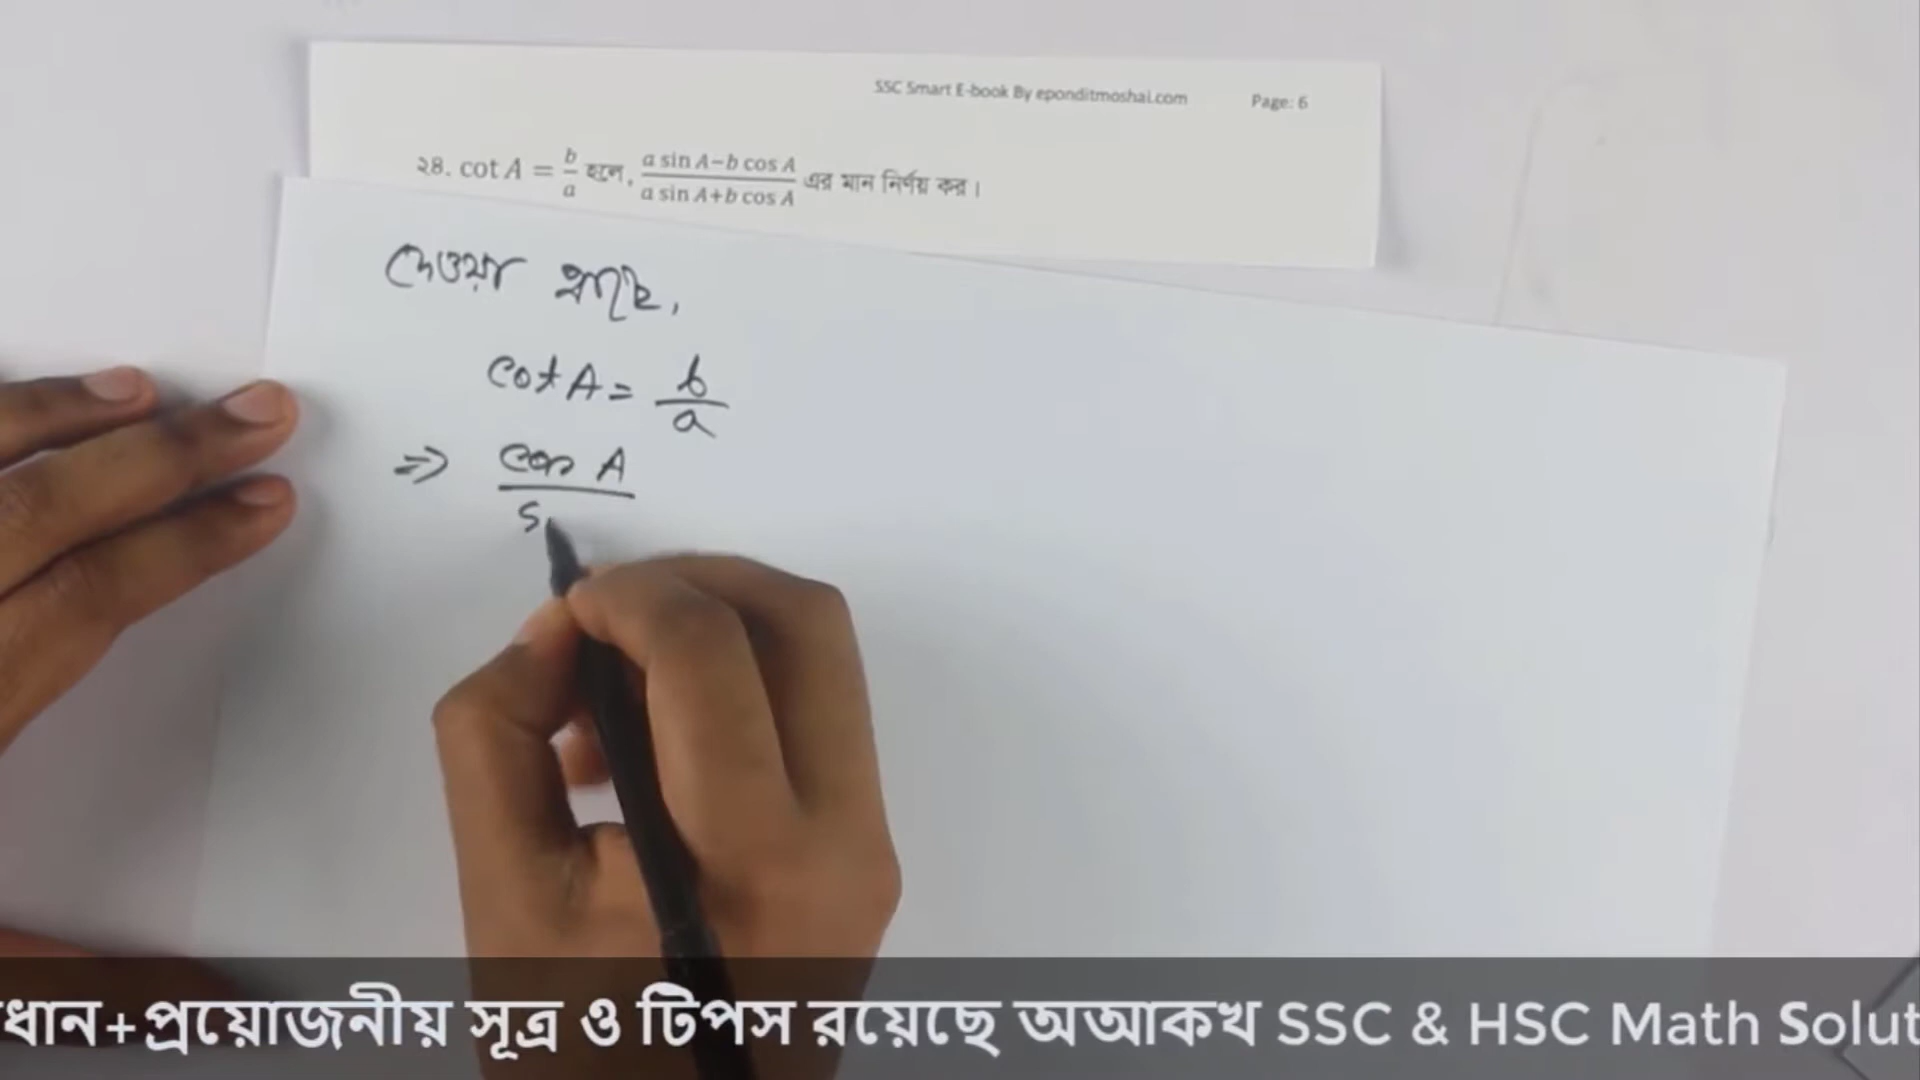 SSC Smart E-book By eponditmoshai.com Page: 6
২৪. cot A = b/a হলে, (a sin A−b cos A)/(a sin A+b cos A) এর মান নির্ণয় কর।
দেওয়া আছে,
cot A = b/a
⇒ cos A
ধান+প্রয়োজনীয় সূত্র ও টিপস রয়েছে অআকখ SSC & HSC Math Solut